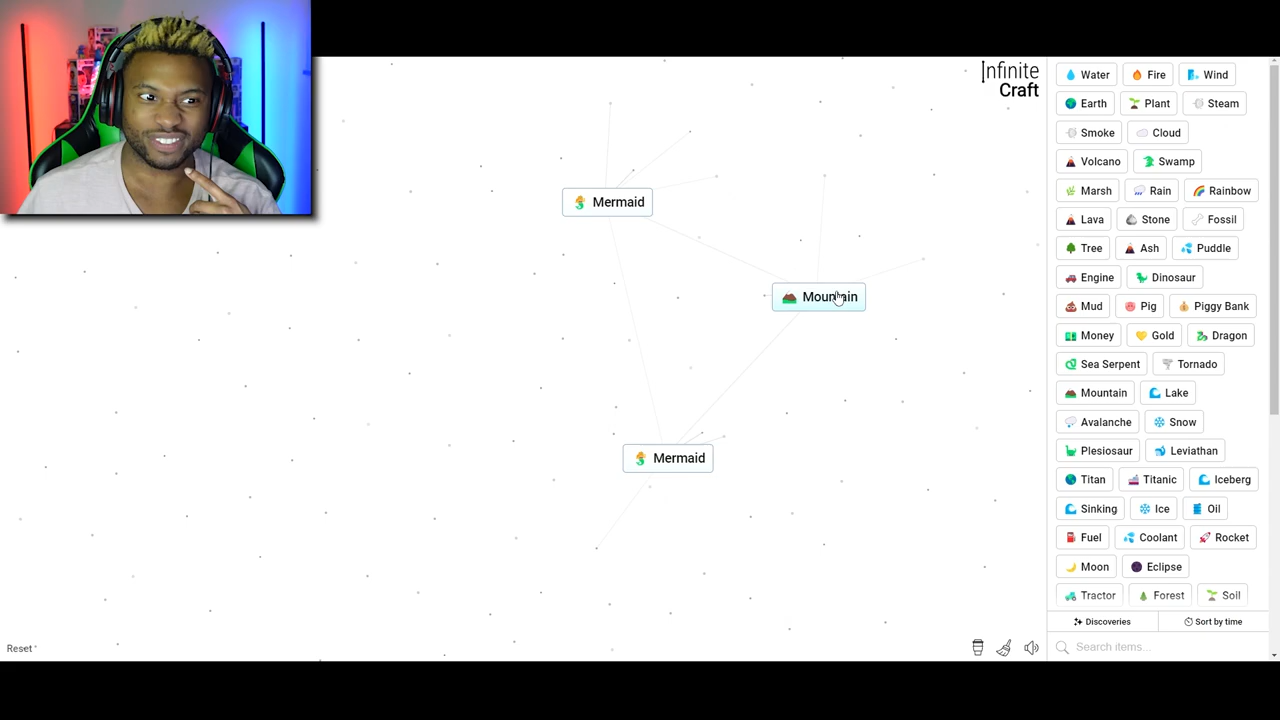 Infinite
Craft
Mermaid
Mountain
Mermaid
Reset
Water Fire Wind
Earth Plant Steam
Smoke Cloud
Volcano Swamp
Marsh Rain Rainbow
Lava Stone Fossil
Tree Ash Puddle
Engine Dinosaur
Mud Pig Piggy Bank
Money Gold Dragon
Sea Serpent Tornado
Mountain Lake
Avalanche Snow
Plesiosaur Leviathan
Titan Titanic Iceberg
Sinking Ice Oil
Fuel Coolant Rocket
Moon Eclipse
Tractor Forest Soil
Discoveries Sort by time
Search items...